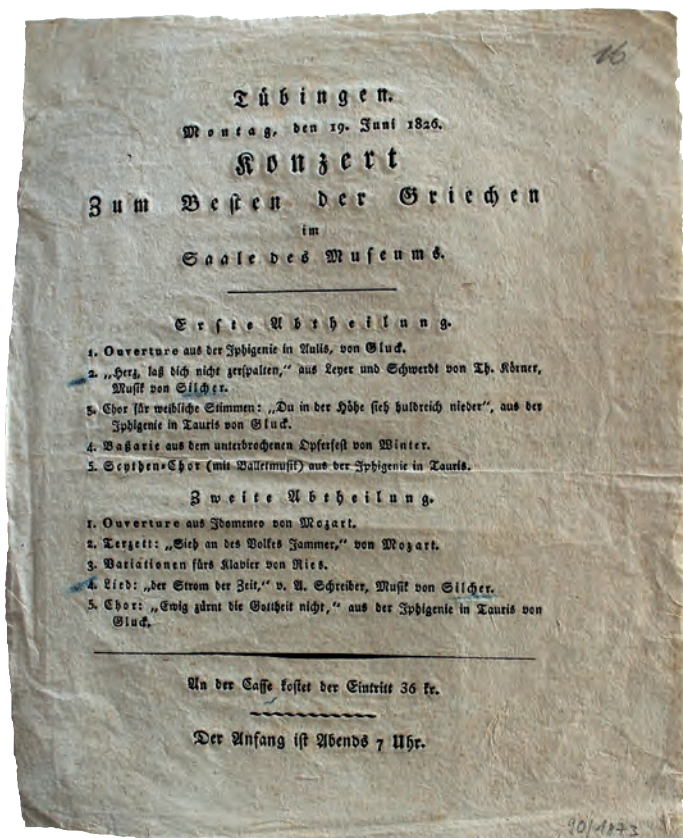 16
Tübingen.
Montag, den 19. Juni 1826.
Konzert
Zum Besten der Griechen
im
Saale des Museums.
Erste Abtheilung.
1. Ouverture aus der Iphigenie in Aulis, von Gluck.
2. „Herz, laß dich nicht zerspalten,“ aus Leyer und Schwerdt von Th. Körner,
Musik von Silcher.
3. Chor für weibliche Stimmen: „Du in der Höhe sieh huldreich nieder“, aus der
Iphigenie in Tauris von Gluck.
4. Baßarie aus dem unterbrochenen Opferfest von Winter.
5. Scythen-Chor (mit Balletmusik) aus der Iphigenie in Tauris.
Zweite Abtheilung.
1. Ouverture aus Idomeneo von Mozart.
2. Terzett: „Sieh an des Volkes Jammer,“ von Mozart.
3. Variationen fürs Klavier von Ries.
4. Lied: „der Strom der Zeit,“ v. A. Schreiber, Musik von Silcher.
5. Chor: „Ewig zürnt die Gottheit nicht,“ aus der Iphigenie in Tauris von
Gluck.
An der Casse kostet der Eintritt 36 kr.
Der Anfang ist Abends 7 Uhr.
90/1873